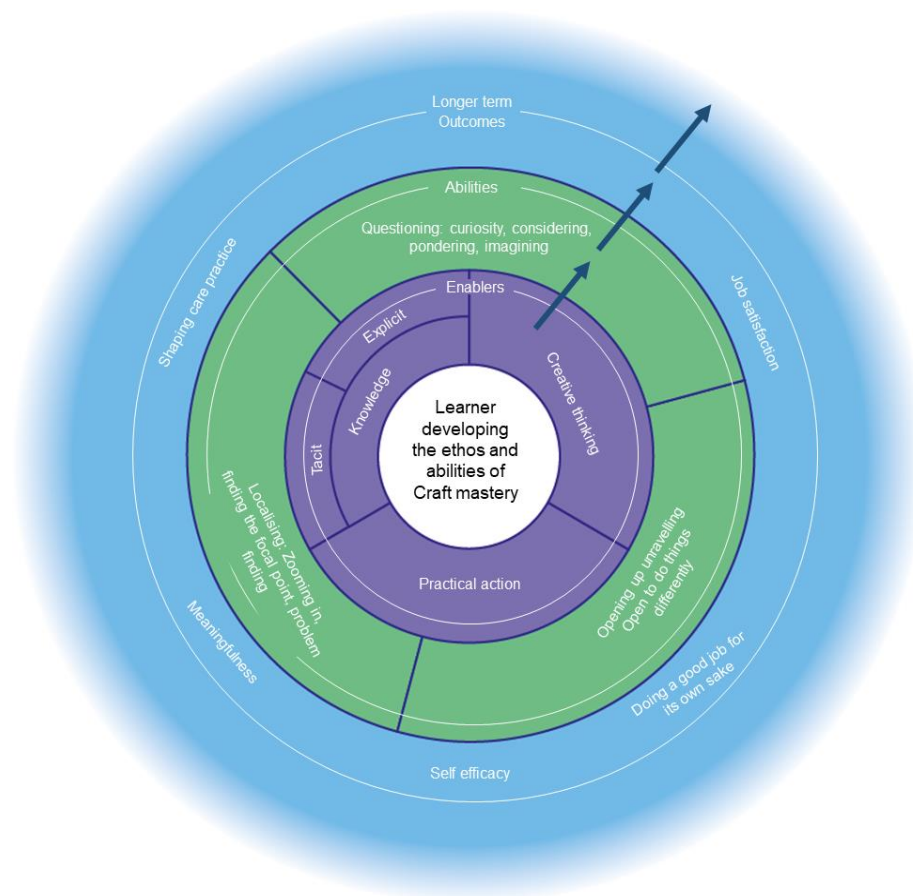 Longer term
Outcomes
Abilities
Questioning: curiosity, considering,
pondering, imagining
Enablers
Explicit
Knowledge
Tacit
Creative thinking
Learner
developing
the ethos and
abilities of
Craft mastery
Practical action
Shaping care practice
Job satisfaction
Localising: Zooming in,
finding the focal point, problem
finding
Opening up unravelling
Open to do things
differently
Meaningfulness
Doing a good job for
its own sake
Self efficacy